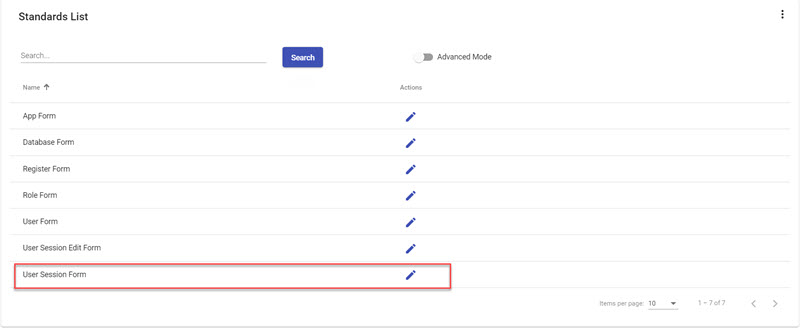 Standards List
Search...
Search
Advanced Mode
Name
Actions
App Form
Database Form
Register Form
Role Form
User Form
User Session Edit Form
User Session Form
Items per page: 10
1 – 7 of 7